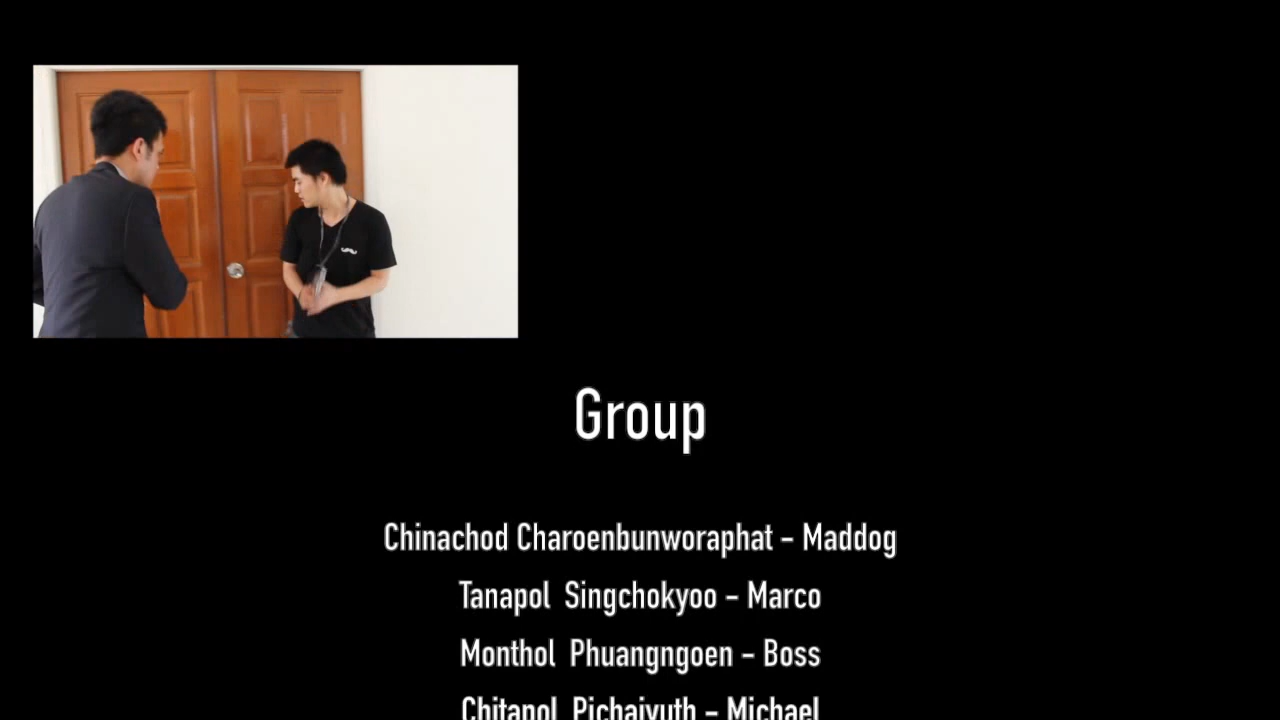 Group
Chinachod Charoenbunworaphat - Maddog
Tanapol Singchokyoo - Marco
Monthol Phuangngoen - Boss
Chitapol Pichaiyuth - Michael